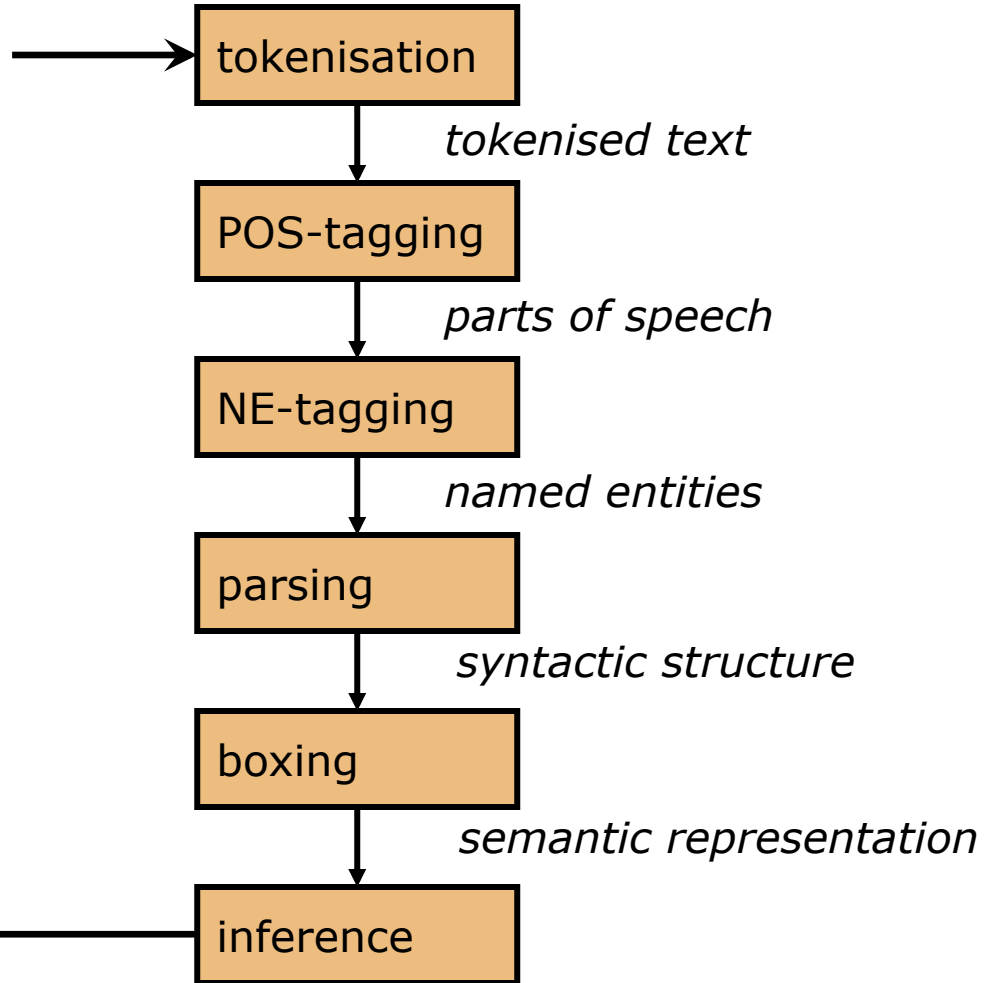 tokenisation
tokenised text
POS-tagging
parts of speech
NE-tagging
named entities
parsing
syntactic structure
boxing
semantic representation
inference